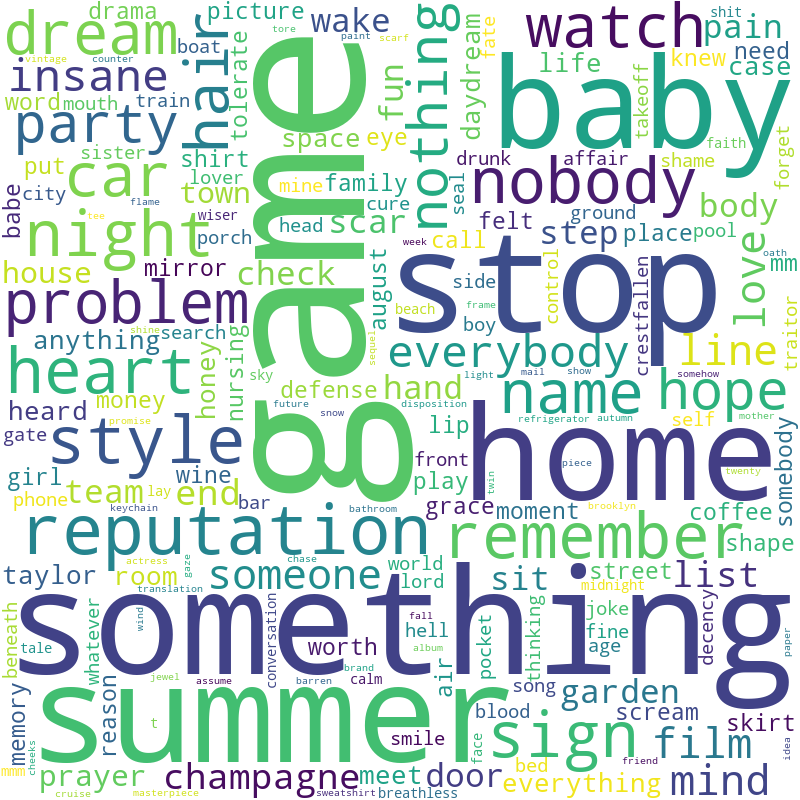 drama
picture
wake
watch
shit
pain
dream
vintage
counter
boat
hair
tore
paint
scarf
game
nothing
fate
knew
need
insane
tolerate
fun
daydream
life
baby
case
word
mouth
train
party
space
eye
takeoff
faith
forget
sister
drunk
affair
shame
put
shirt
car
lover
mine
family
cure
seal
nobody
body
babe
city
flame
town
head
scar
felt
ground
tee
night
wiser
porch
august
week
call
step
place
pool
oath
house
mirror
check
stop
love
mm
problem
side
control
crestfallen
beach
frame
boy
traitor
anything
shine
search
nursing
sequel
everybody
line
heart
honey
sky
defense
hand
light
mail
show
somehow
name
hope
money
promise
future
snow
disposition
refrigerator
autumn
self
mother
heard
gate
style
lip
home
somebody
girl
wine
front
piece
phone
team
lay
end
bar
play
twin
twenty
keychain
bathroom
grace
moment
brooklyn
coffee
reputation
remember
shape
actress
gaze
chase
world
taylor
room
translation
someone
lord
sit
street
midnight
list
something
beneath
whatever
wind
conversation
fall
thinking
joke
decency
tale
worth
hell
pocket
fine
age
paper
album
brand
calm
jewel
assume
barren
air
song
garden
memory
reason
t
summer
blood
sign
scream
skirt
smile
film
idea
mmm
cheeks
face
friend
prayer
champagne
meet
door
bed
everything
mind
cruise
masterpiece
sweatshirt
breathless